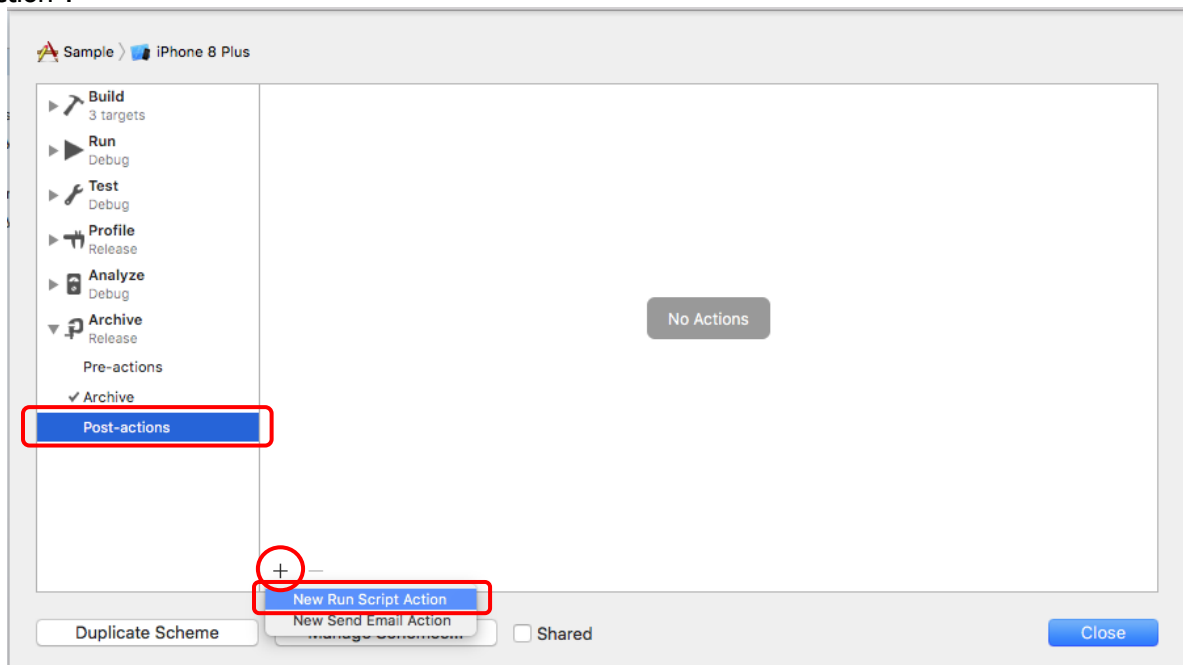 Sample 〉 iPhone 8 Plus
Build
3 targets
Run
Debug
Test
Debug
Profile
Release
Analyze
Debug
Archive
Release
Pre-actions
✓ Archive
Post-actions
No Actions
+ −
New Run Script Action
New Send Email Action
Duplicate Scheme
Shared
Close